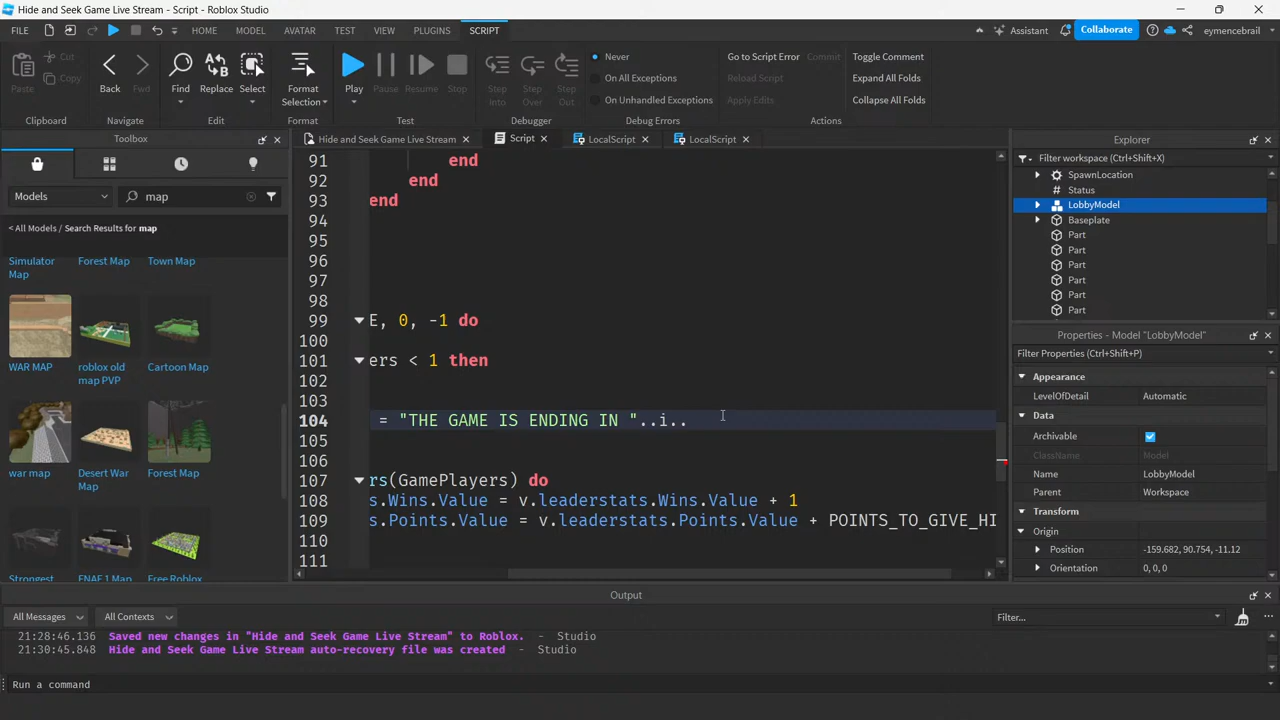 Hide and Seek Game Live Stream - Script - Roblox Studio
FILE HOME MODEL AVATAR TEST VIEW PLUGINS SCRIPT Assistant Collaborate eymencebrail
Paste Cut Copy Back Fwd Find Replace Select Format Selection Play Pause Resume Stop Step Into Step Over Step Out Never On All Exceptions On Unhandled Exceptions Go to Script Error Commit Reload Script Apply Edits Toggle Comment Expand All Folds Collapse All Folds
Clipboard Navigate Edit Format Test Debugger Debug Errors Actions
Toolbox
Models map
< All Models / Search Results for map
Simulator Map
Forest Map
Town Map
WAR MAP
roblox old map PVP
Cartoon Map
war map
Desert War Map
Forest Map
Strongest
FNAF 1 Map
Free Roblox
Hide and Seek Game Live Stream Script LocalScript LocalScript
91 end
92 end
93 end
94
95
96
97
98
99 E, 0, -1 do
100
101 ers < 1 then
102
103
104 = "THE GAME IS ENDING IN "..i..
105
106
107 rs(GamePlayers) do
108 s.Wins.Value = v.leaderstats.Wins.Value + 1
109 s.Points.Value = v.leaderstats.Points.Value + POINTS_TO_GIVE_HI
110
111
Explorer
Filter workspace (Ctrl+Shift+X)
SpawnLocation
Status
LobbyModel
Baseplate
Part
Part
Part
Part
Part
Part
Properties - Model "LobbyModel"
Filter Properties (Ctrl+Shift+P)
Appearance
LevelOfDetail Automatic
Data
Archivable
ClassName Model
Name LobbyModel
Parent Workspace
Transform
Origin
Position -159.682, 90.754, -11.12
Orientation 0, 0, 0
Output
All Messages All Contexts Filter...
21:28:46.136 Saved new changes in "Hide and Seek Game Live Stream" to Roblox. - Studio
21:30:45.848 Hide and Seek Game Live Stream auto-recovery file was created - Studio
Run a command